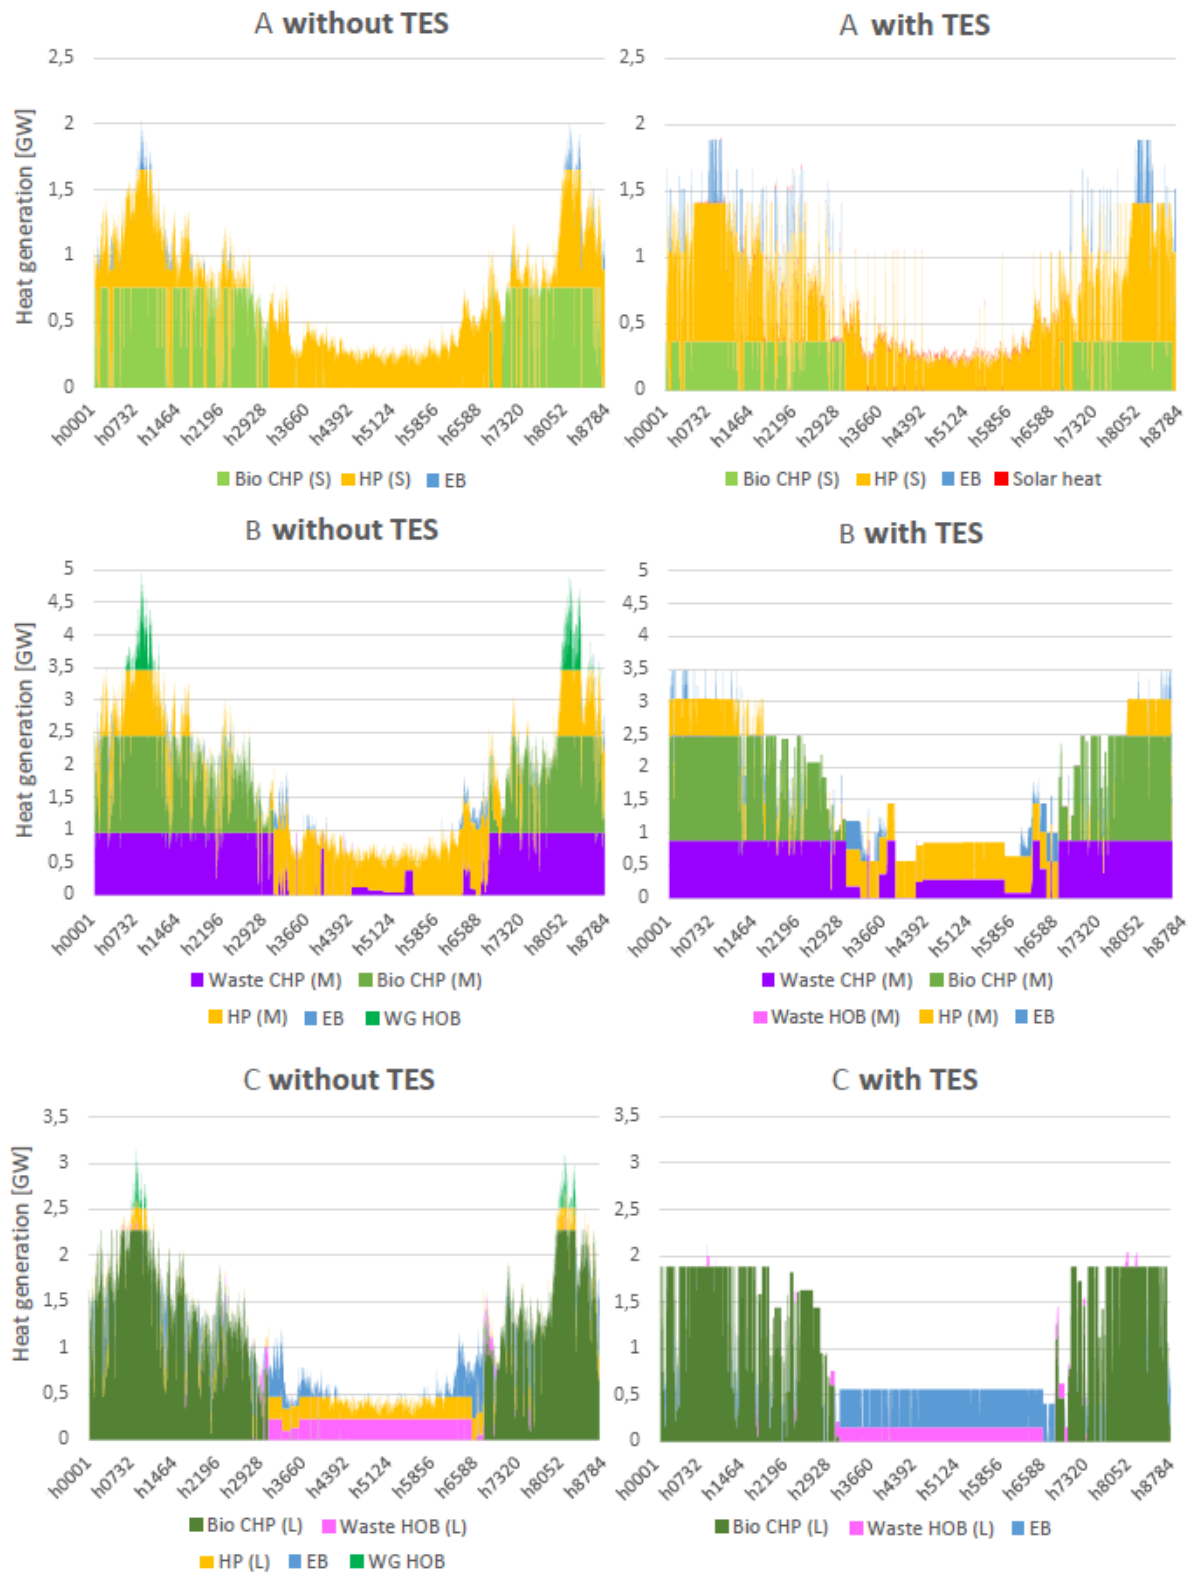 A without TES
A with TES
Heat generation [GW]
2,5
2
1,5
1
0,5
0
h0001
h0732
h1464
h2196
h2928
h3660
h4392
h5124
h5856
h6588
h7320
h8052
h8784
Bio CHP (S) HP (S) EB
2,5
2
1,5
1
0,5
0
h0001
h0732
h1464
h2196
h2928
h3660
h4392
h5124
h5856
h6588
h7320
h8052
h8784
Bio CHP (S) HP (S) EB Solar heat
B without TES
B with TES
Heat generation [GW]
5
4,5
4
3,5
3
2,5
2
1,5
1
0,5
0
h0001
h0732
h1464
h2196
h2928
h3660
h4392
h5124
h5856
h6588
h7320
h8052
h8784
Waste CHP (M) Bio CHP (M)
HP (M) EB WG HOB
5
4,5
4
3,5
3
2,5
2
1,5
1
0,5
0
h0001
h0732
h1464
h2196
h2928
h3660
h4392
h5124
h5856
h6588
h7320
h8052
h8784
Waste CHP (M) Bio CHP (M)
Waste HOB (M) HP (M) EB
C without TES
C with TES
Heat generation [GW]
3,5
3
2,5
2
1,5
1
0,5
0
h0001
h0732
h1464
h2196
h2928
h3660
h4392
h5124
h5856
h6588
h7320
h8052
h8784
Bio CHP (L) Waste HOB (L)
HP (L) EB WG HOB
3,5
3
2,5
2
1,5
1
0,5
0
h0001
h0732
h1464
h2196
h2928
h3660
h4392
h5124
h5856
h6588
h7320
h8052
h8784
Bio CHP (L) Waste HOB (L) EB